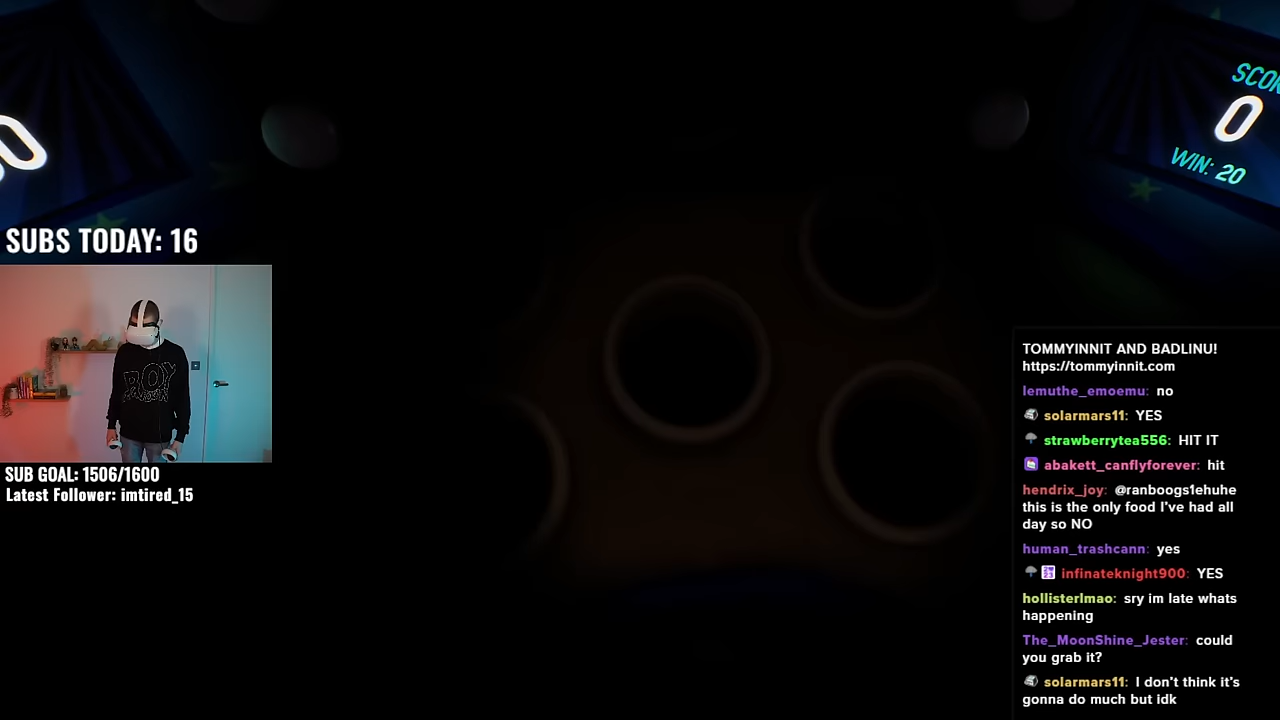 SCOR
0
0
WIN: 20
SUBS TODAY: 16
BOY
SUB GOAL: 1506/1600
Latest Follower: imtired_15
TOMMYINNIT AND BADLINU!
https://tommyinnit.com
lemuthe_emoemu: no
solarmars11: YES
strawberrytea556: HIT IT
abakett_canflyforever: hit
hendrix_joy: @ranboogs1ehuhe
this is the only food I've had all
day so NO
human_trashcann: yes
infinateknight900: YES
hollisterlmao: sry im late whats
happening
The_MoonShine_Jester: could
you grab it?
solarmars11: I don't think it's
gonna do much but idk